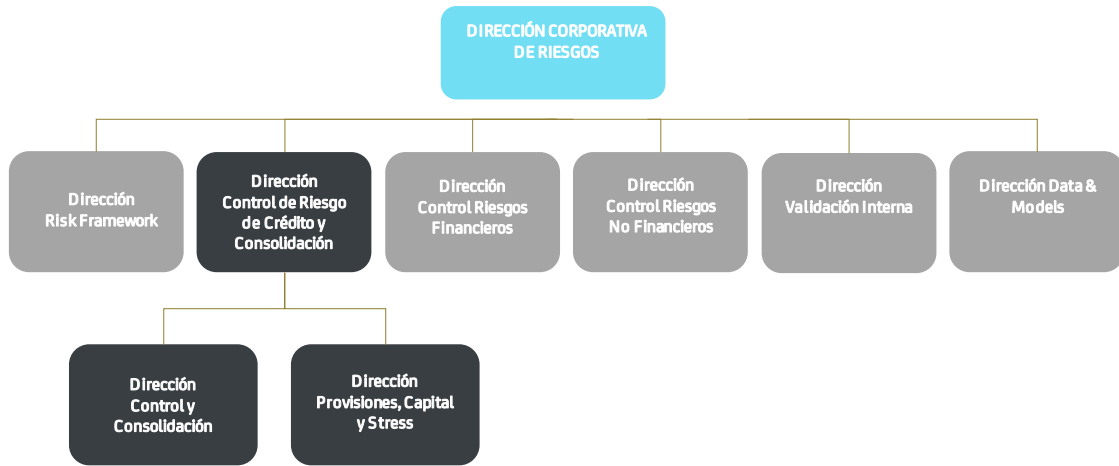 DIRECCIÓN CORPORATIVA
DE RIESGOS
Dirección
Risk Framework
Dirección
Control de Riesgo
de Crédito y
Consolidación
Dirección
Control Riesgos
Financieros
Dirección
Control Riesgos
No Financieros
Dirección
Validación Interna
Dirección Data &
Models
Dirección
Control y
Consolidación
Dirección
Provisiones, Capital
y Stress